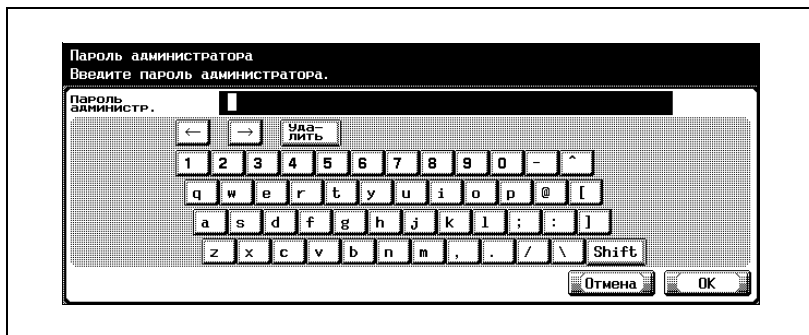 Пароль администратора
Введите пароль администратора.
Пароль
администр.
← → Уда-
лить
1 2 3 4 5 6 7 8 9 0 - ^
q w e r t y u i o p @ [
a s d f g h j k l ; : ]
z x c v b n m , . / \ Shift
Отмена OK